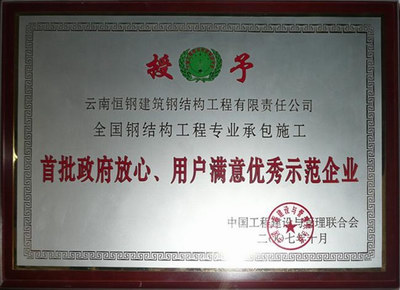 授 予
云南恒钢建筑钢结构工程有限责任公司
全国钢结构工程专业承包施工
首批政府放心、用户满意优秀示范企业
中国工程建设与管理联合会
二〇〇七年十月